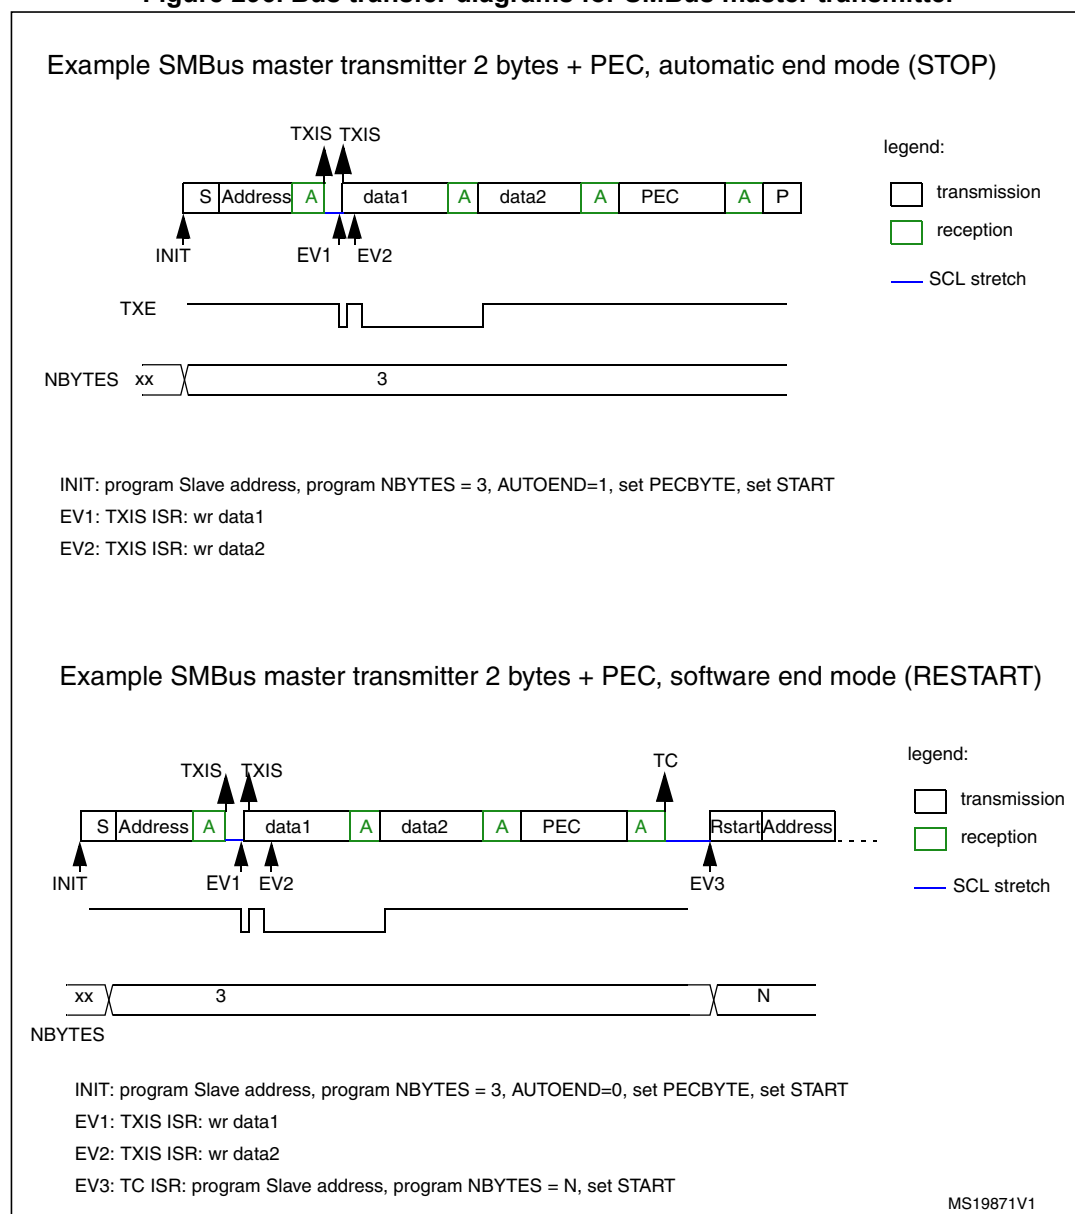 Figure 206: Bus transfer diagrams for SMBus master transmitter
Example SMBus master transmitter 2 bytes + PEC, automatic end mode (STOP)
TXIS TXIS
legend:
S Address A data1 A data2 A PEC A P
transmission
reception
INIT EV1 EV2
SCL stretch
TXE
NBYTES xx 3
INIT: program Slave address, program NBYTES = 3, AUTOEND=1, set PECBYTE, set START
EV1: TXIS ISR: wr data1
EV2: TXIS ISR: wr data2
Example SMBus master transmitter 2 bytes + PEC, software end mode (RESTART)
TXIS TXIS TC
legend:
transmission
S Address A data1 A data2 A PEC A Rstart Address
reception
INIT EV1 EV2 EV3
SCL stretch
xx 3 N
NBYTES
INIT: program Slave address, program NBYTES = 3, AUTOEND=0, set PECBYTE, set START
EV1: TXIS ISR: wr data1
EV2: TXIS ISR: wr data2
EV3: TC ISR: program Slave address, program NBYTES = N, set START
MS19871V1